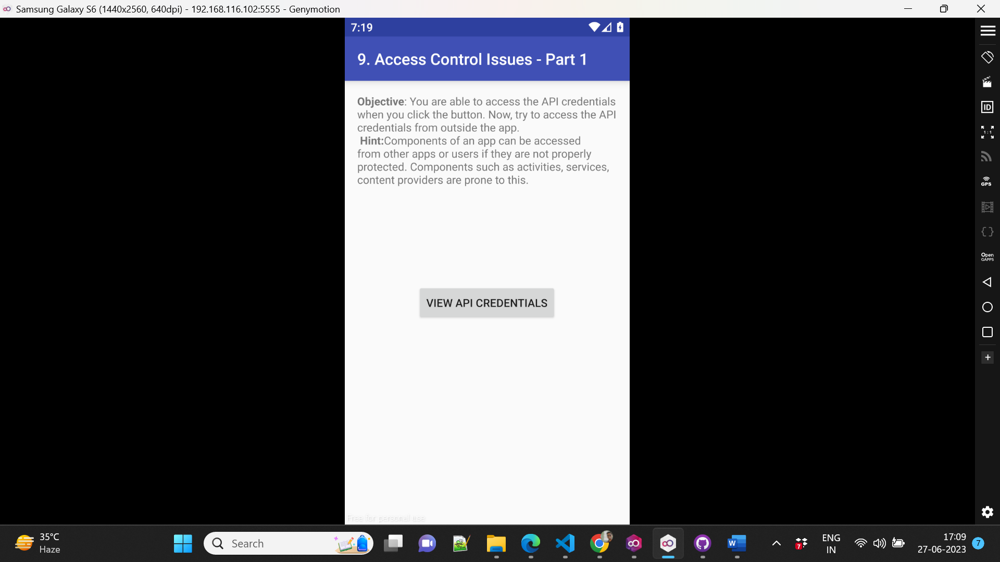 Samsung Galaxy S6 (1440x2560, 640dpi) - 192.168.116.102:5555 - Genymotion
7:19
9. Access Control Issues - Part 1
Objective: You are able to access the API credentials
when you click the button. Now, try to access the API
credentials from outside the app.
Hint:Components of an app can be accessed
from other apps or users if they are not properly
protected. Components such as activities, services,
content providers are prone to this.
VIEW API CREDENTIALS
Free for personal use
ID
1:1
GPS
Open
GAPPS
35°C
Haze
Search
W
7
ENG
IN
17:09
27-06-2023
7